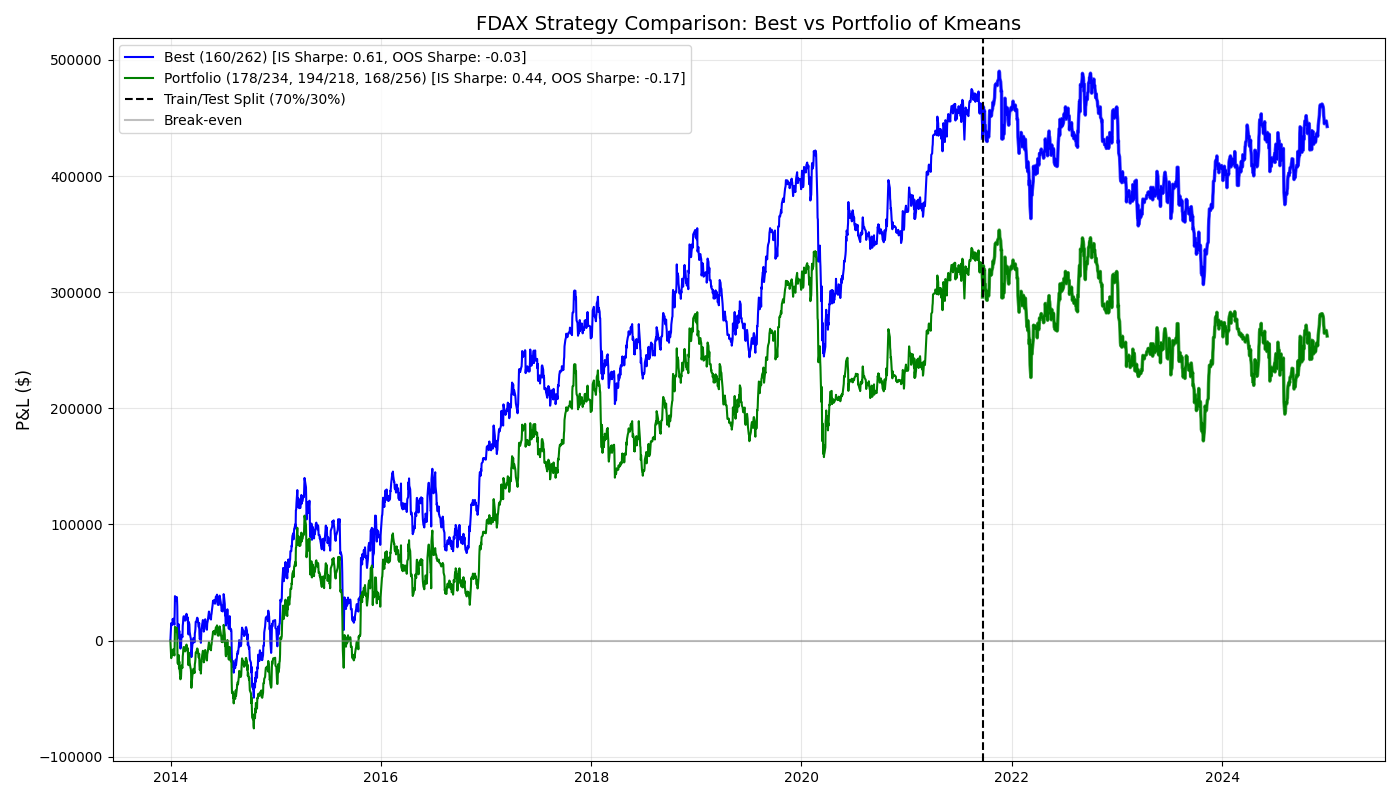 FDAX Strategy Comparison: Best vs Portfolio of Kmeans
Best (160/262) [IS Sharpe: 0.61, OOS Sharpe: -0.03]
Portfolio (178/234, 194/218, 168/256) [IS Sharpe: 0.44, OOS Sharpe: -0.17]
Train/Test Split (70%/30%)
Break-even
P&L ($)
500000
400000
300000
200000
100000
0
−100000
2014
2016
2018
2020
2022
2024